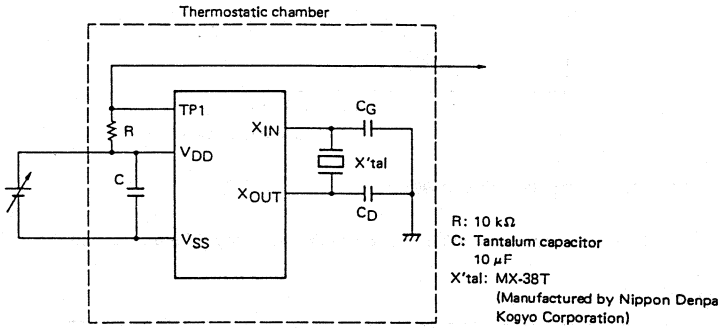 Thermostatic chamber
TP1
R
VDD
C
VSS
XIN
XOUT
CG
X'tal
CD
R: 10 kΩ
C: Tantalum capacitor
10 μF
X'tal: MX-38T
(Manufactured by Nippon Denpa
Kogyo Corporation)